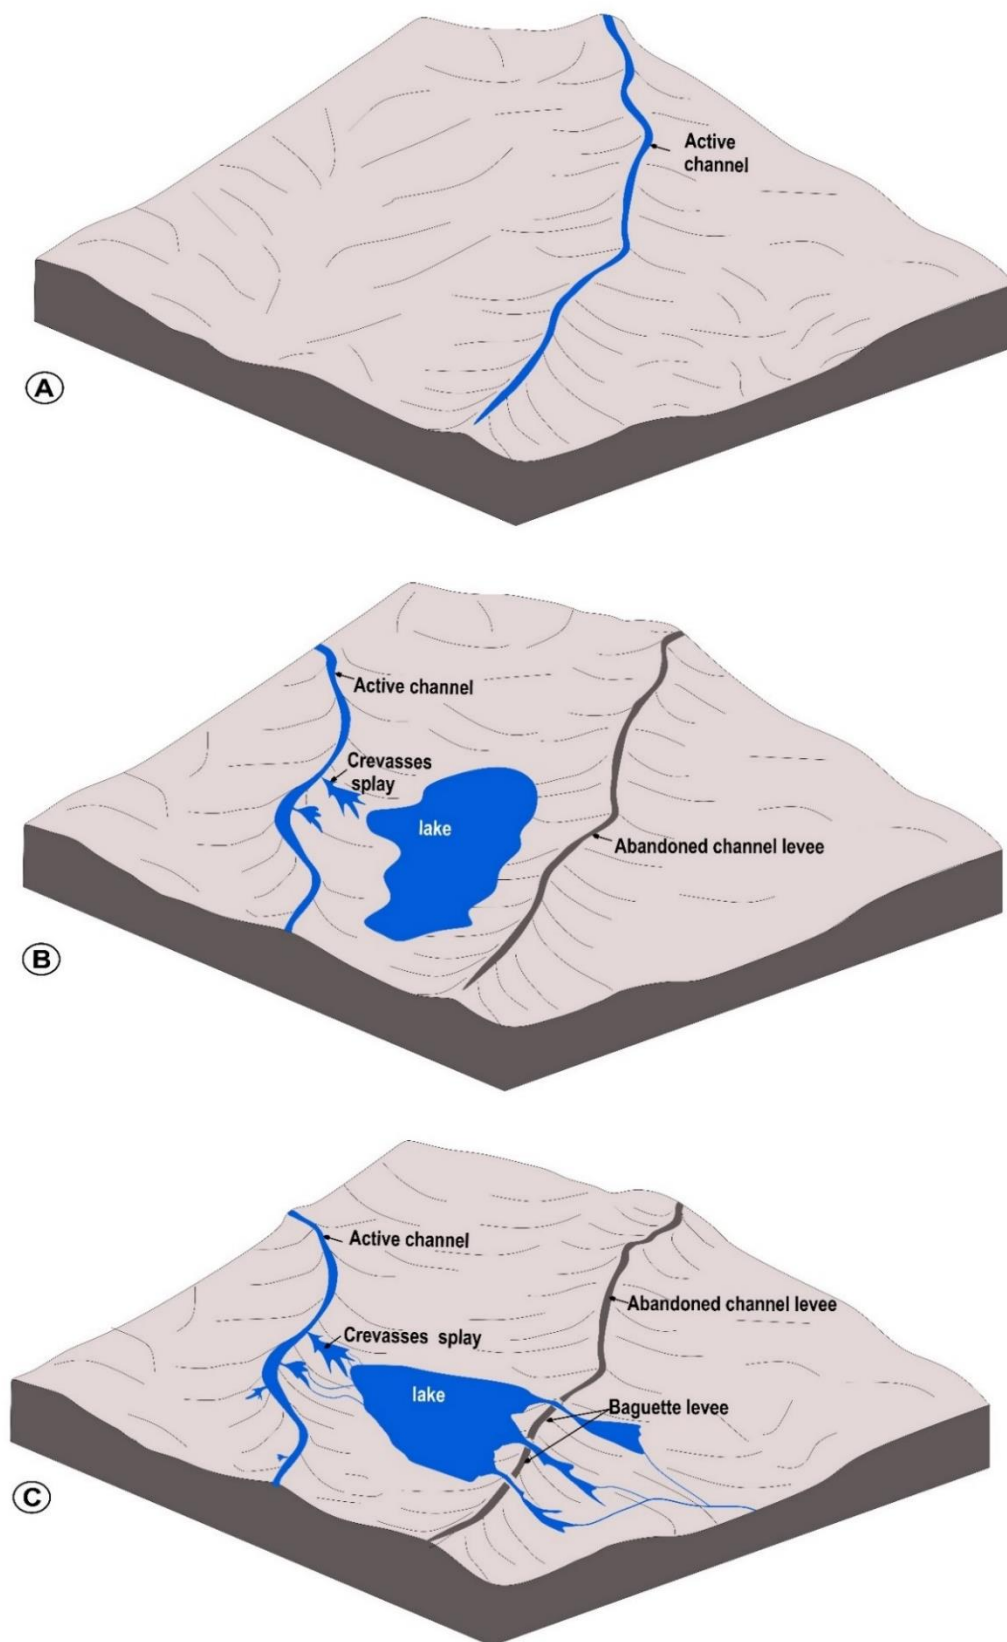 Active
channel
A
Active channel
Crevasses
splay
lake
Abandoned channel levee
B
Active channel
Abandoned channel levee
Crevasses splay
lake
Baguette levee
C